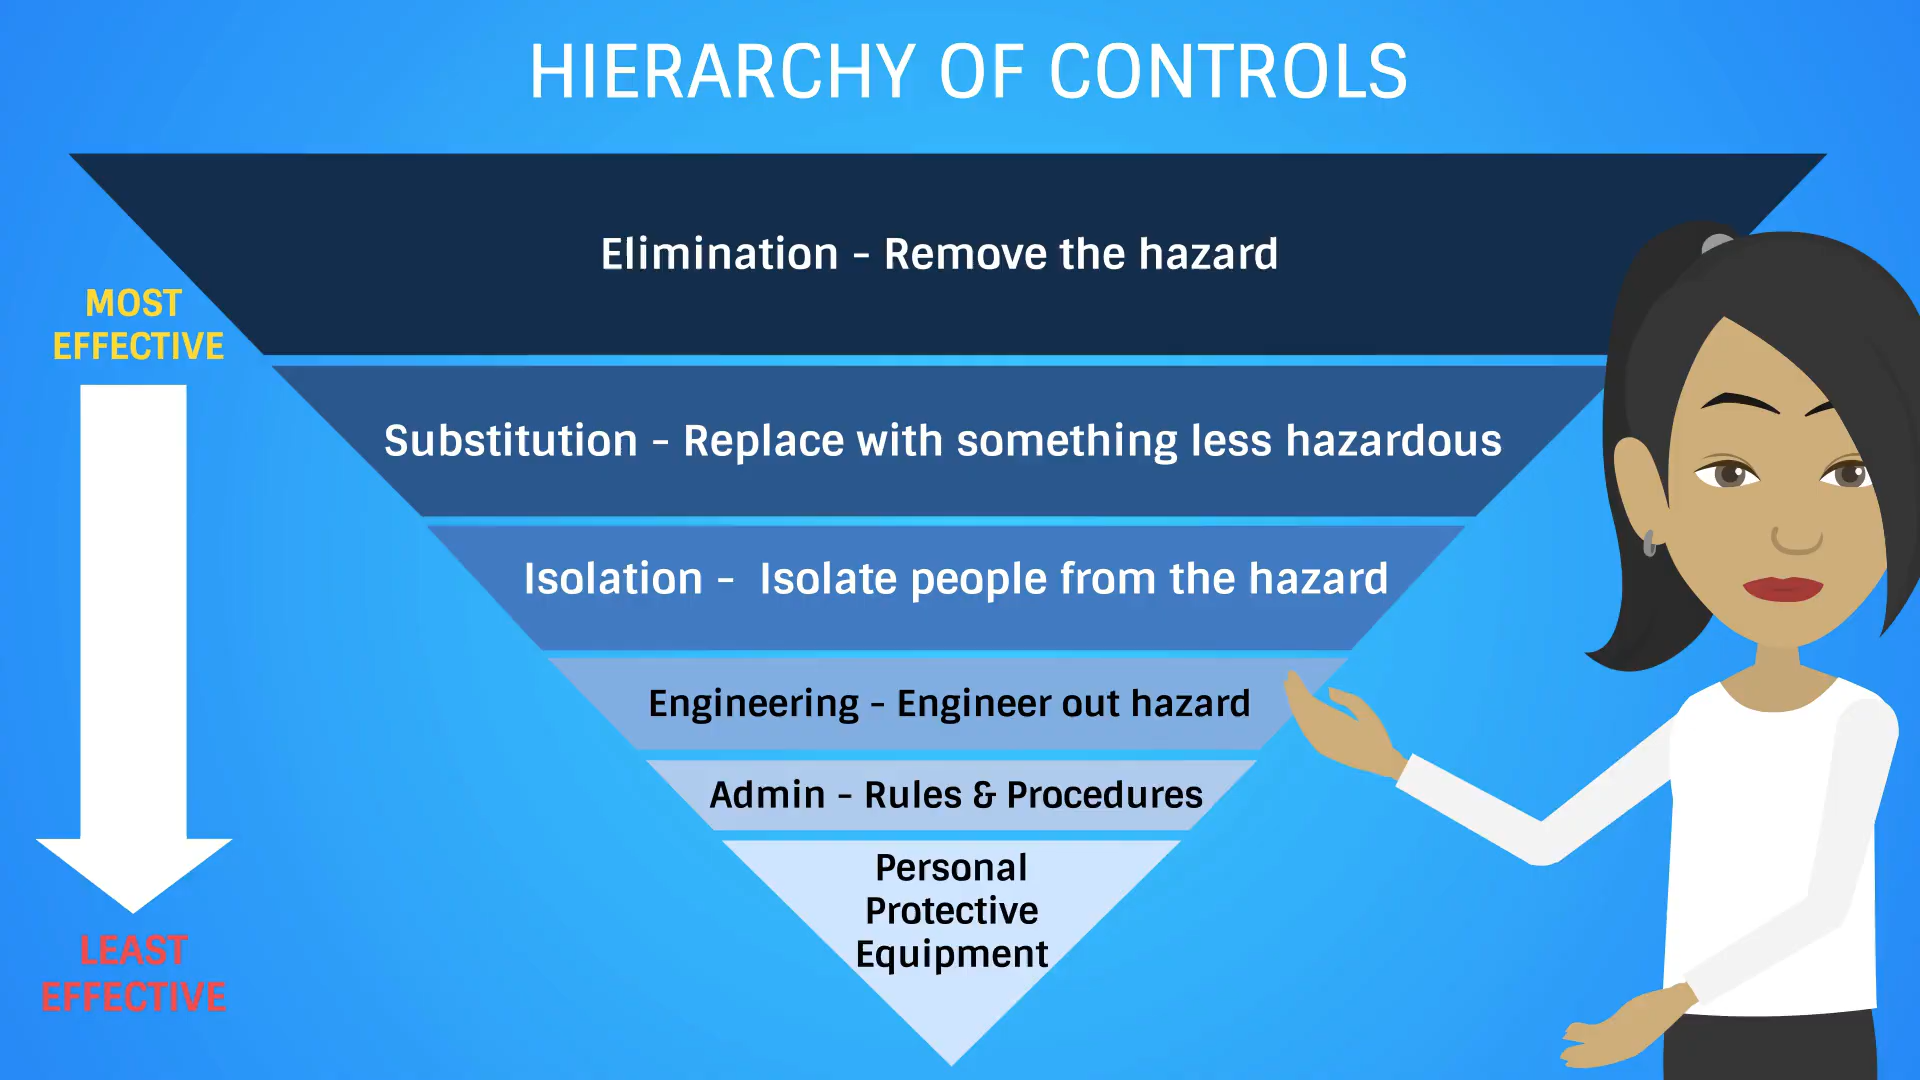 HIERARCHY OF CONTROLS
Elimination - Remove the hazard
MOST
EFFECTIVE
Substitution - Replace with something less hazardous
Isolation - Isolate people from the hazard
Engineering - Engineer out hazard
Admin - Rules & Procedures
Personal
Protective
Equipment
LEAST
EFFECTIVE